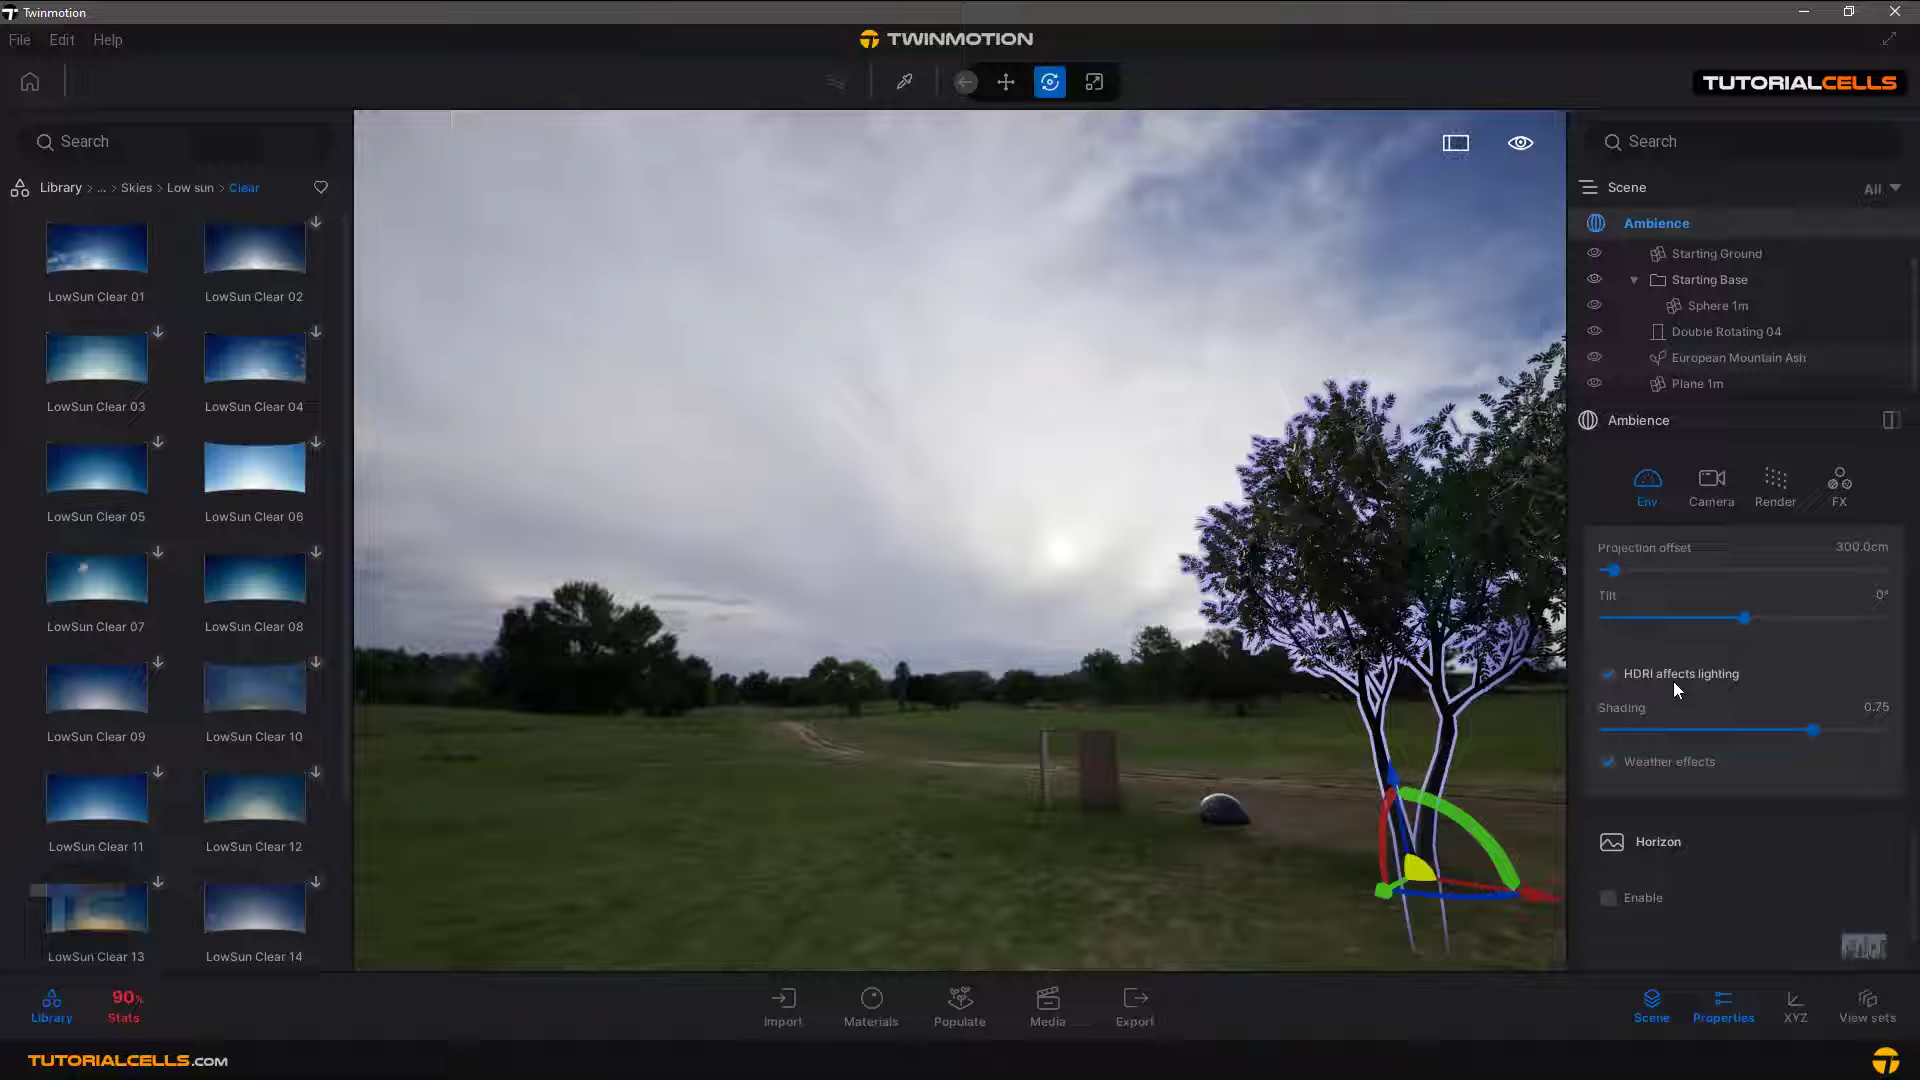 Twinmotion
File Edit Help
TWINMOTION
TUTORIALCELLS
Search
Library > ... > Skies > Low sun > Clear
LowSun Clear 01
LowSun Clear 02
LowSun Clear 03
LowSun Clear 04
LowSun Clear 05
LowSun Clear 06
LowSun Clear 07
LowSun Clear 08
LowSun Clear 09
LowSun Clear 10
LowSun Clear 11
LowSun Clear 12
LowSun Clear 13
LowSun Clear 14
Search
Scene All
Ambience
Starting Ground
Starting Base
Sphere 1m
Double Rotating 04
European Mountain Ash
Plane 1m
Ambience
Env Camera Render FX
Projection offset 300.0cm
Tilt 0°
HDRI affects lighting
Shading 0.75
Weather effects
Horizon
Enable
90%
Library Stats
Import Materials Populate Media Export
Scene Properties XYZ View sets
TUTORIALCELLS.COM